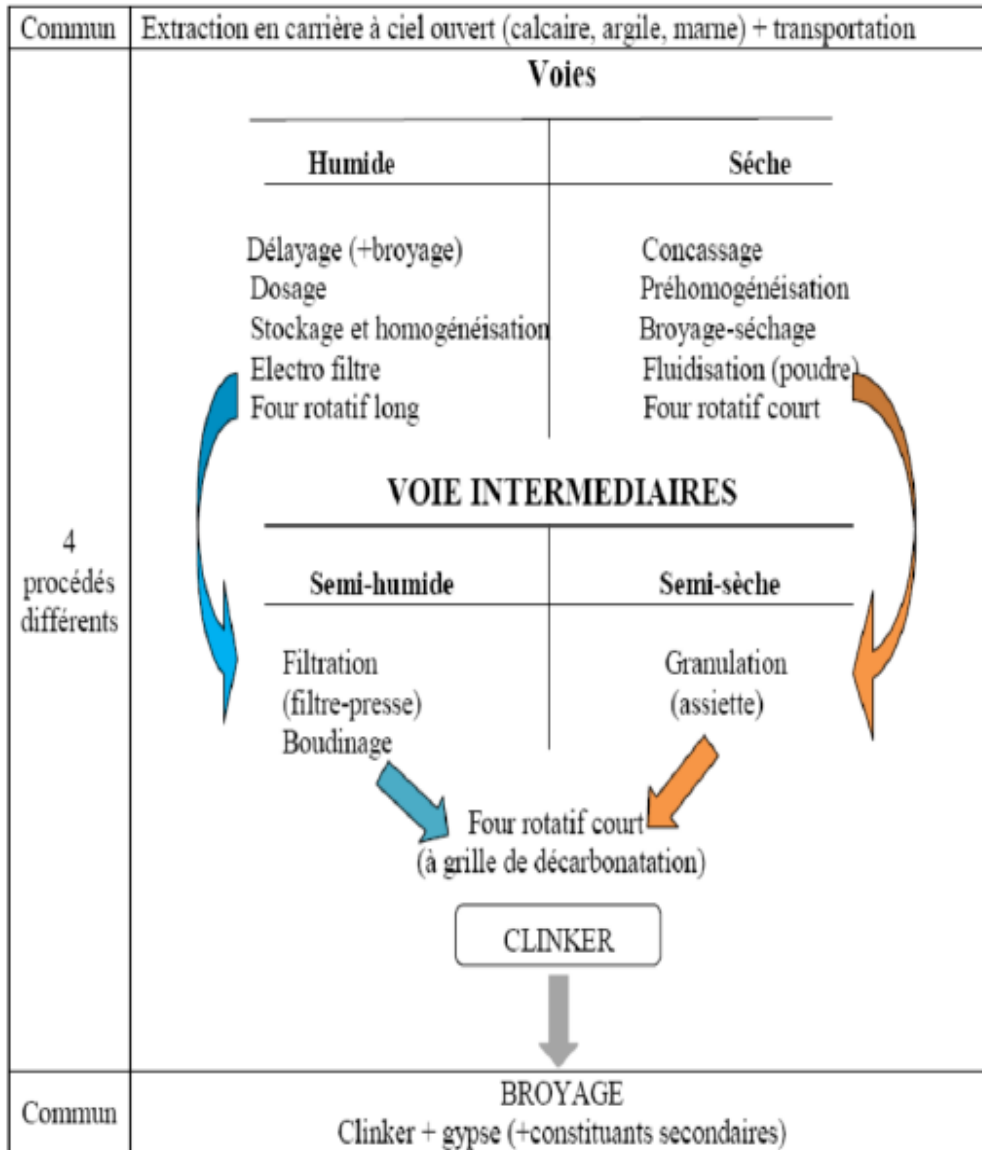 Commun
Extraction en carrière à ciel ouvert (calcaire, argile, marne) + transportation
4
procédés
différents
Voies
Humide
Séche
Délayage (+broyage)
Dosage
Stockage et homogénéisation
Electro filtre
Four rotatif long
Concassage
Préhomogénéisation
Broyage-séchage
Fluidisation (poudre)
Four rotatif court
VOIE INTERMEDIAIRES
Semi-humide
Semi-sèche
Filtration
(filtre-presse)
Boudinage
Granulation
(assiette)
Four rotatif court
(à grille de décarbonatation)
CLINKER
Commun
BROYAGE
Clinker + gypse (+constituants secondaires)